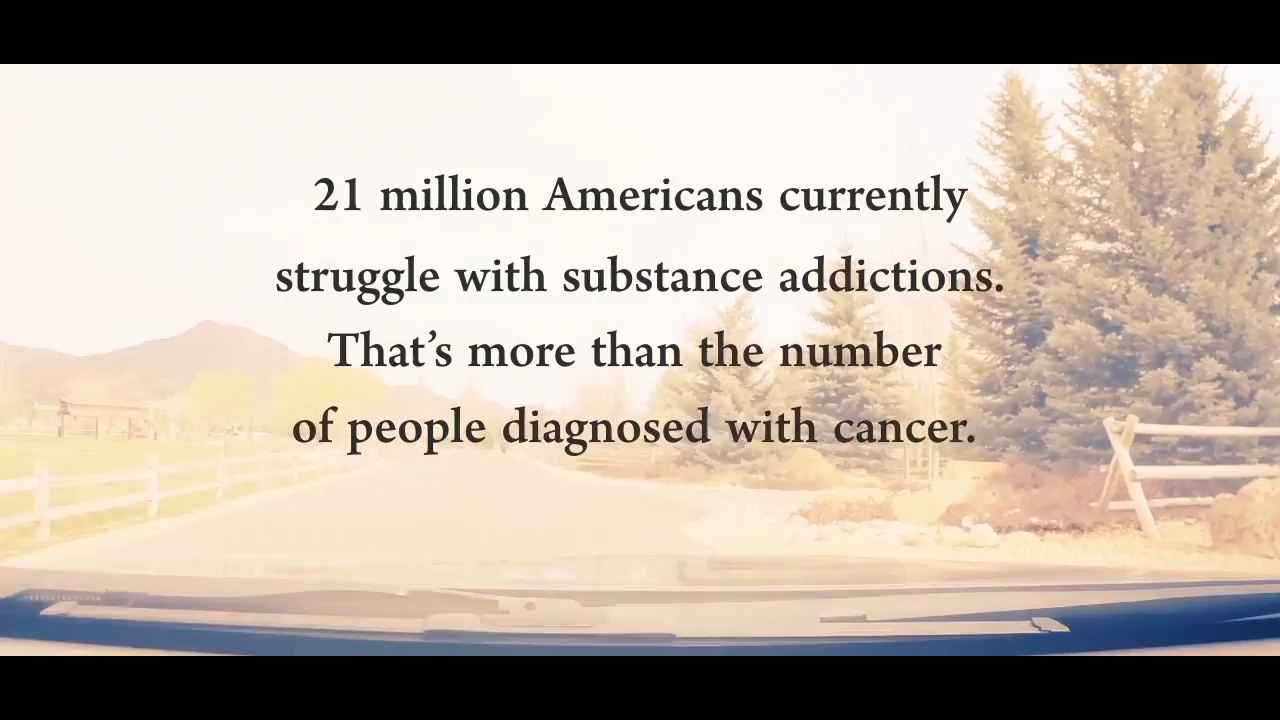 21 million Americans currently
struggle with substance addictions.
That’s more than the number
of people diagnosed with cancer.